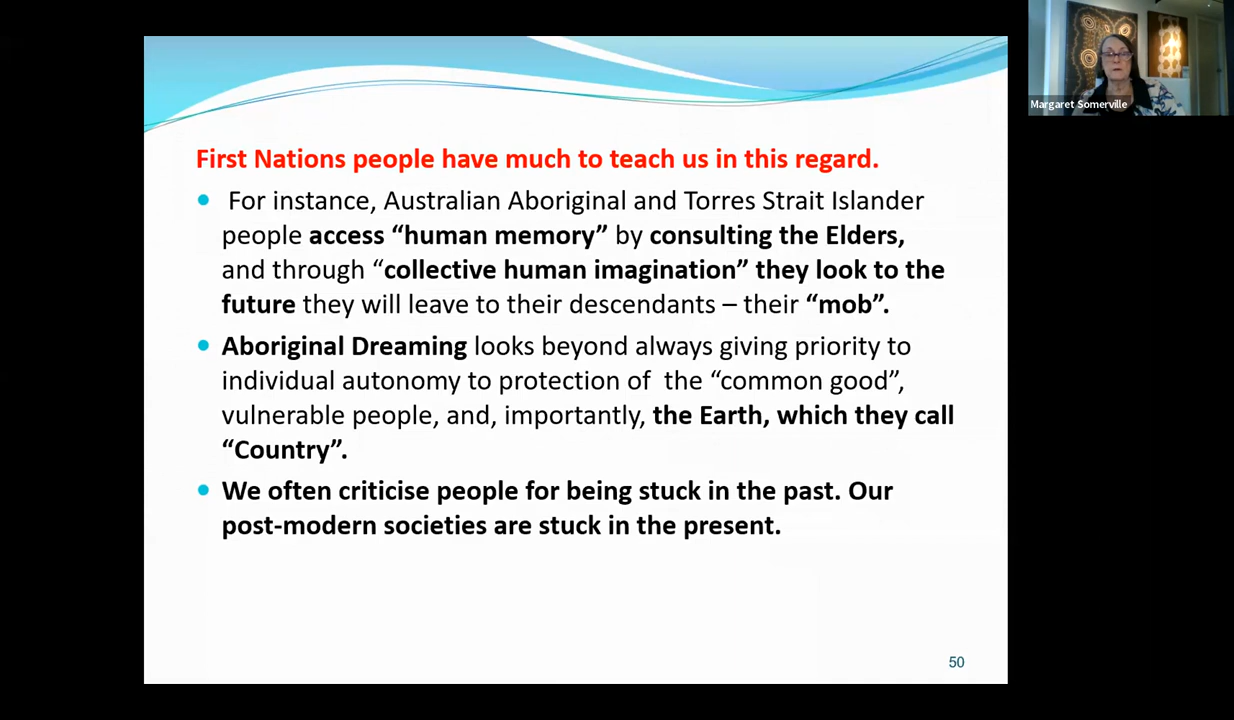 First Nations people have much to teach us in this regard.
For instance, Australian Aboriginal and Torres Strait Islander
people access “human memory” by consulting the Elders,
and through “collective human imagination” they look to the
future they will leave to their descendants – their “mob”.
Aboriginal Dreaming looks beyond always giving priority to
individual autonomy to protection of the “common good”,
vulnerable people, and, importantly, the Earth, which they call
“Country”.
We often criticise people for being stuck in the past. Our
post-modern societies are stuck in the present.
50
Margaret Somerville